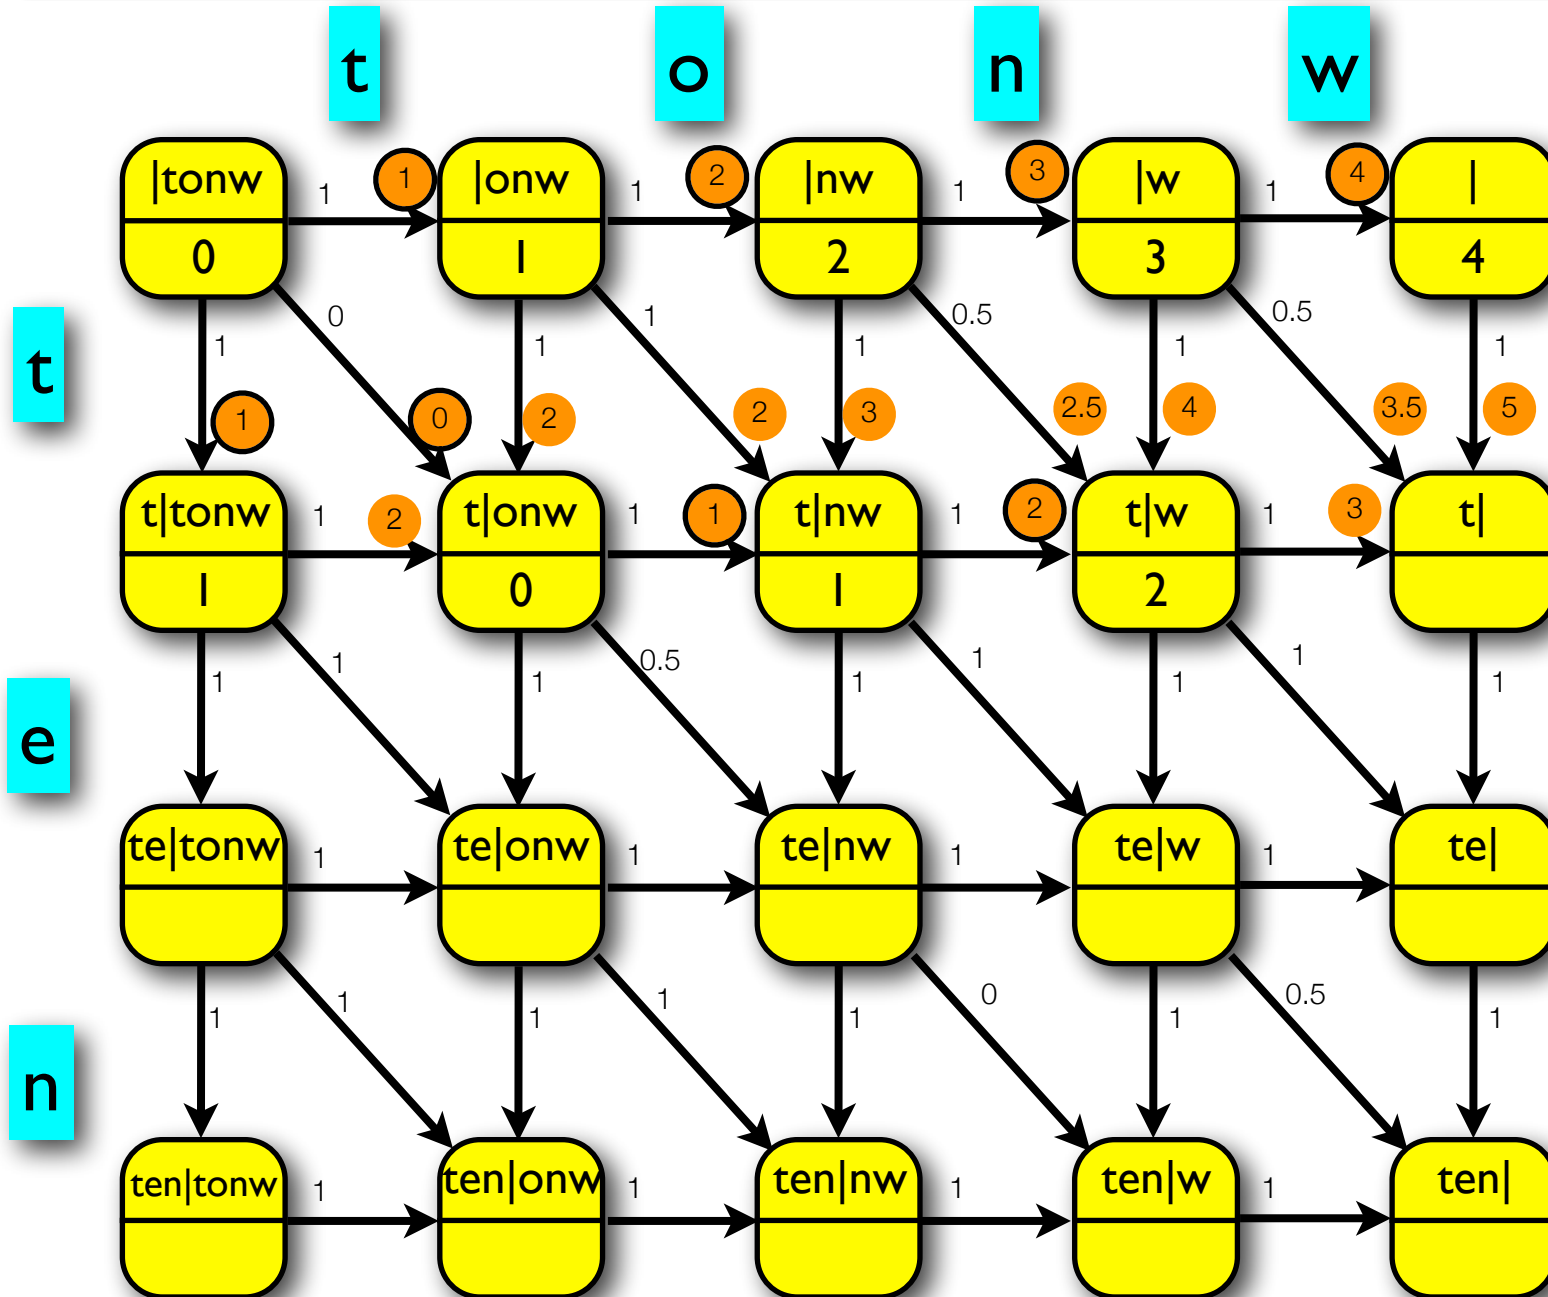 t o n w
|tonw |onw |nw |w |
1 1 1 2 1 3 1 4
0 1 2 3 4
0 1 0.5 0.5
t
1 1 1 1 1
1 0 2 2 3 2.5 4 3.5 5
t|tonw t|onw t|nw t|w t|
1 2 1 1 1 2 1 3
1 0 1 2
1 0.5 1 1
1 1 1 1 1
e
te|tonw te|onw te|nw te|w te|
1 1 1 1
1 1 0 0.5
1 1 1 1 1
n
ten|tonw ten|onw ten|nw ten|w ten|
1 1 1 1